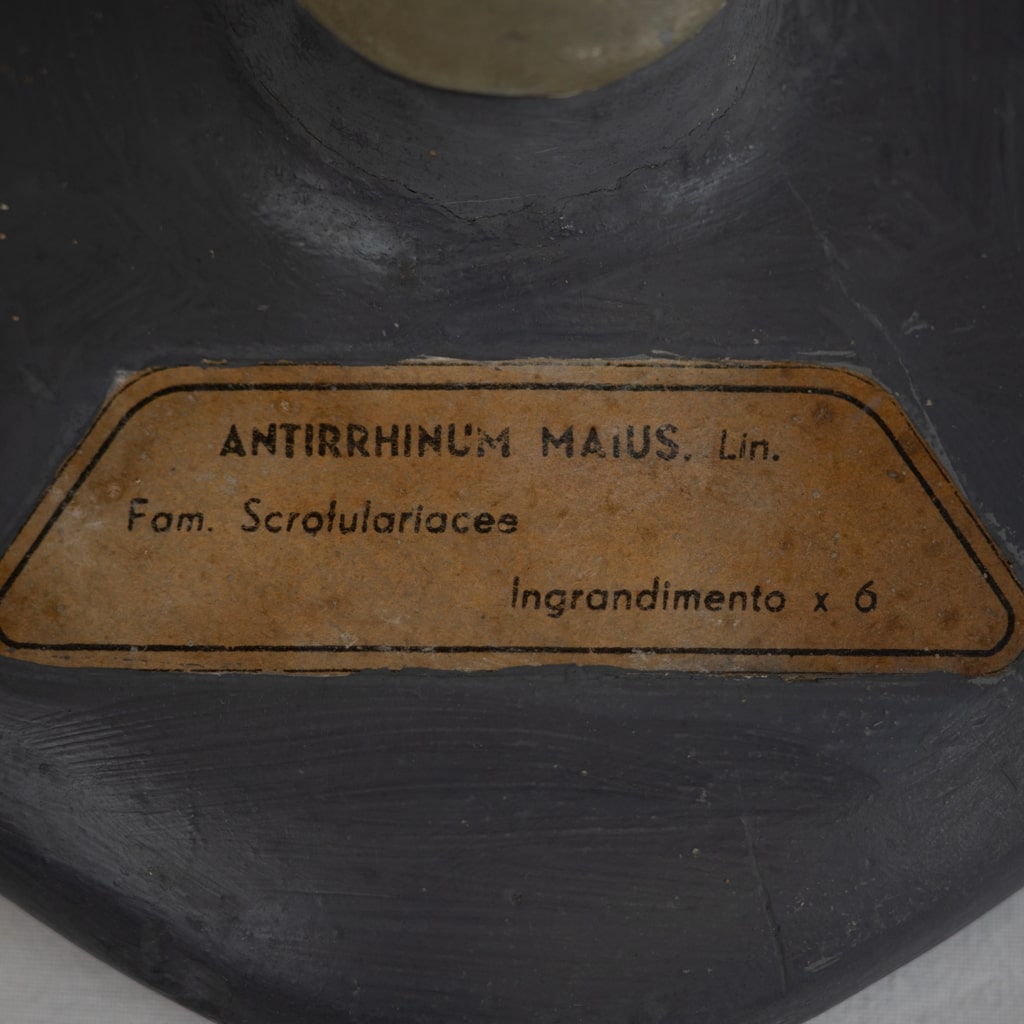 ANTIRRHINUM MAIUS. Lin.
Fam. Scrofulariacee
Ingrandimento x 6